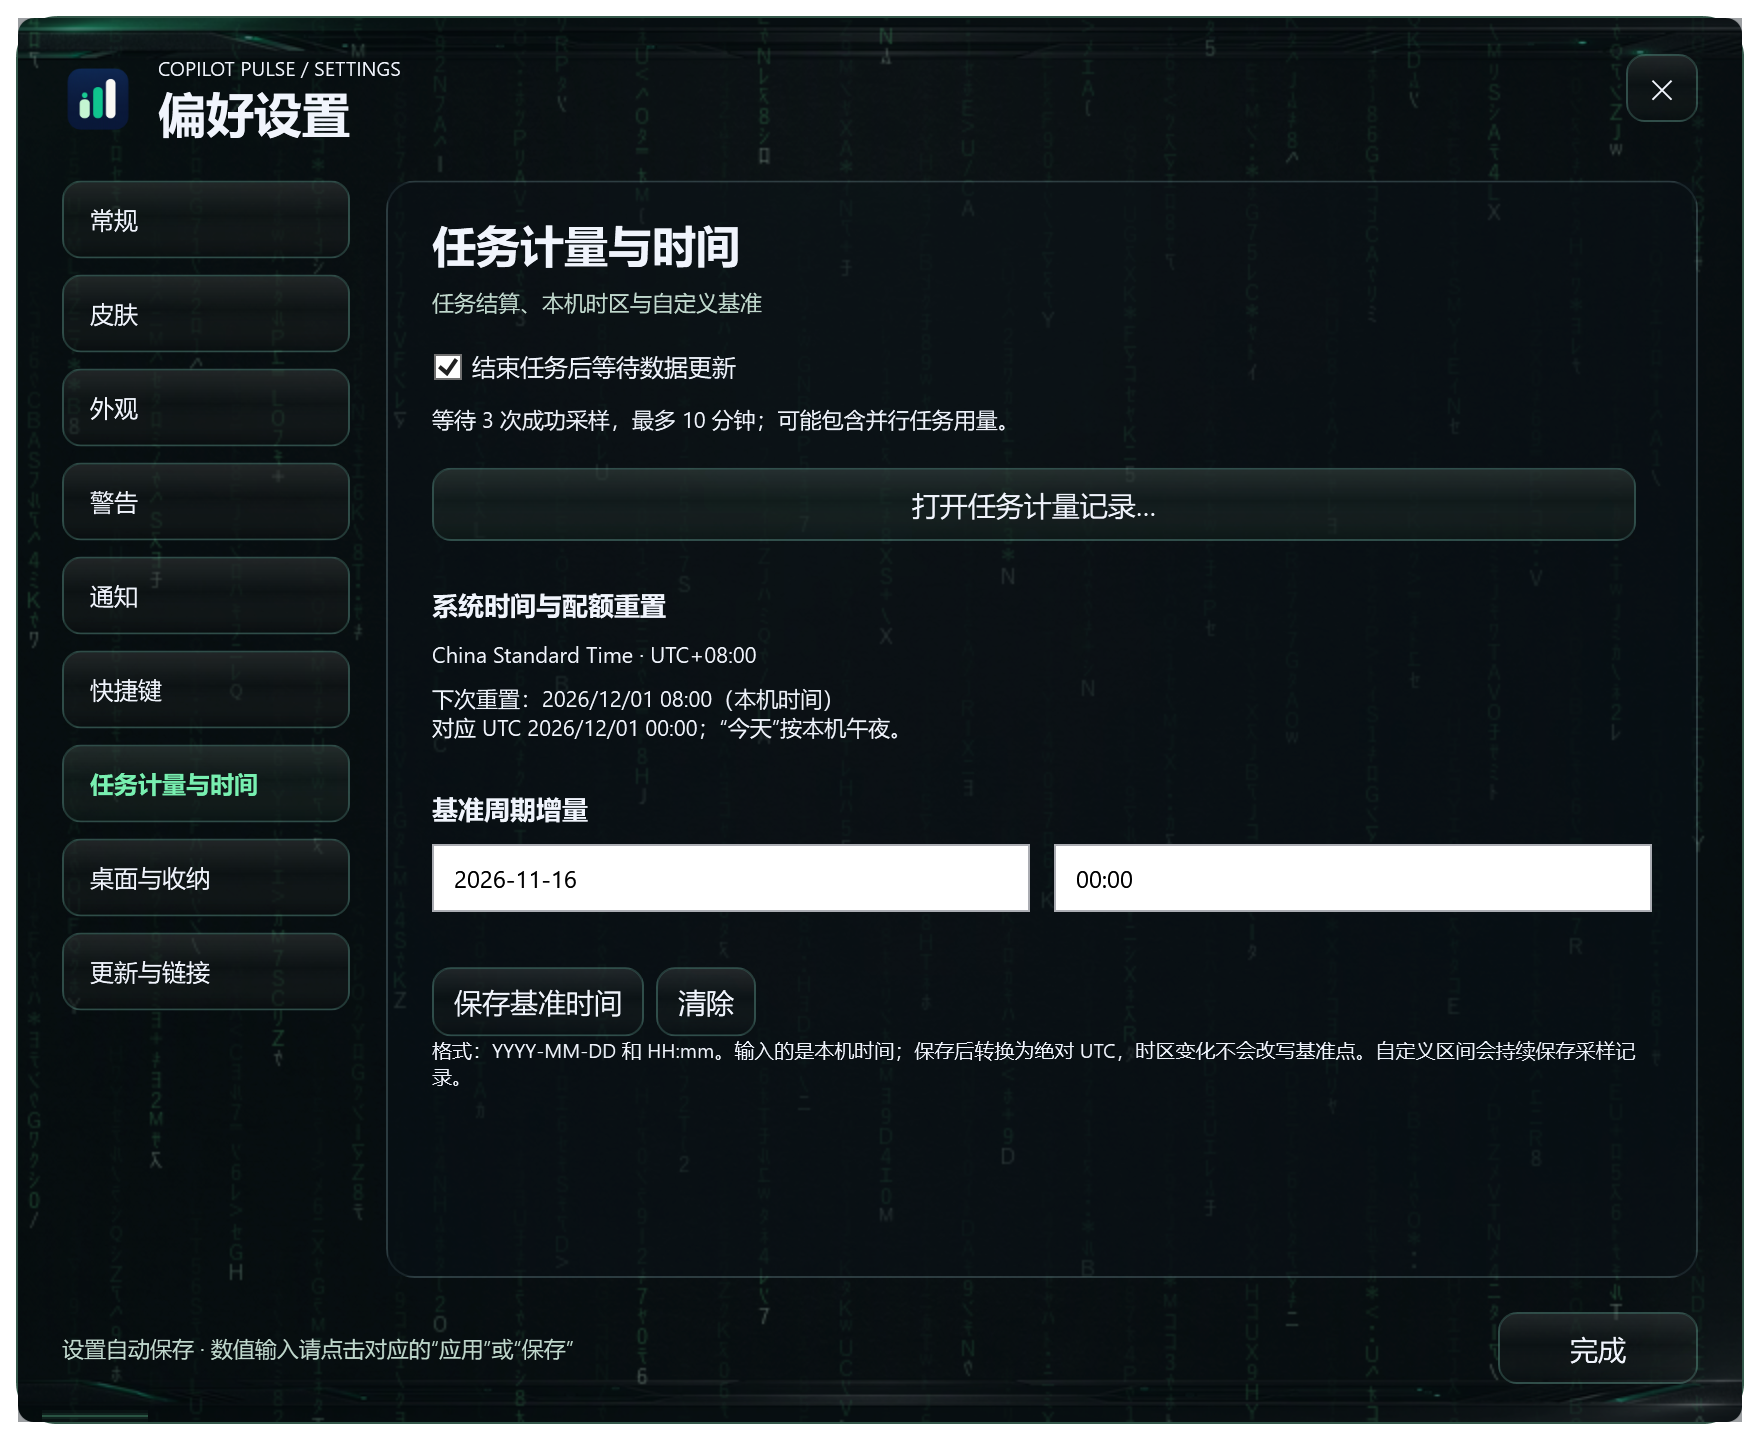 COPILOT PULSE / SETTINGS
偏好设置
常规
皮肤
外观
警告
通知
快捷键
任务计量与时间
桌面与收纳
更新与链接
任务计量与时间
任务结算、本机时区与自定义基准
结束任务后等待数据更新
等待 3 次成功采样，最多 10 分钟；可能包含并行任务用量。
打开任务计量记录...
系统时间与配额重置
China Standard Time · UTC+08:00
下次重置：2026/12/01 08:00（本机时间）
对应 UTC 2026/12/01 00:00；“今天”按本机午夜。
基准周期增量
2026-11-16
00:00
保存基准时间
清除
格式：YYYY-MM-DD 和 HH:mm。输入的是本机时间；保存后转换为绝对 UTC，时区变化不会改写基准点。自定义区间会持续保存采样记
录。
设置自动保存 · 数值输入请点击对应的“应用”或“保存”
完成